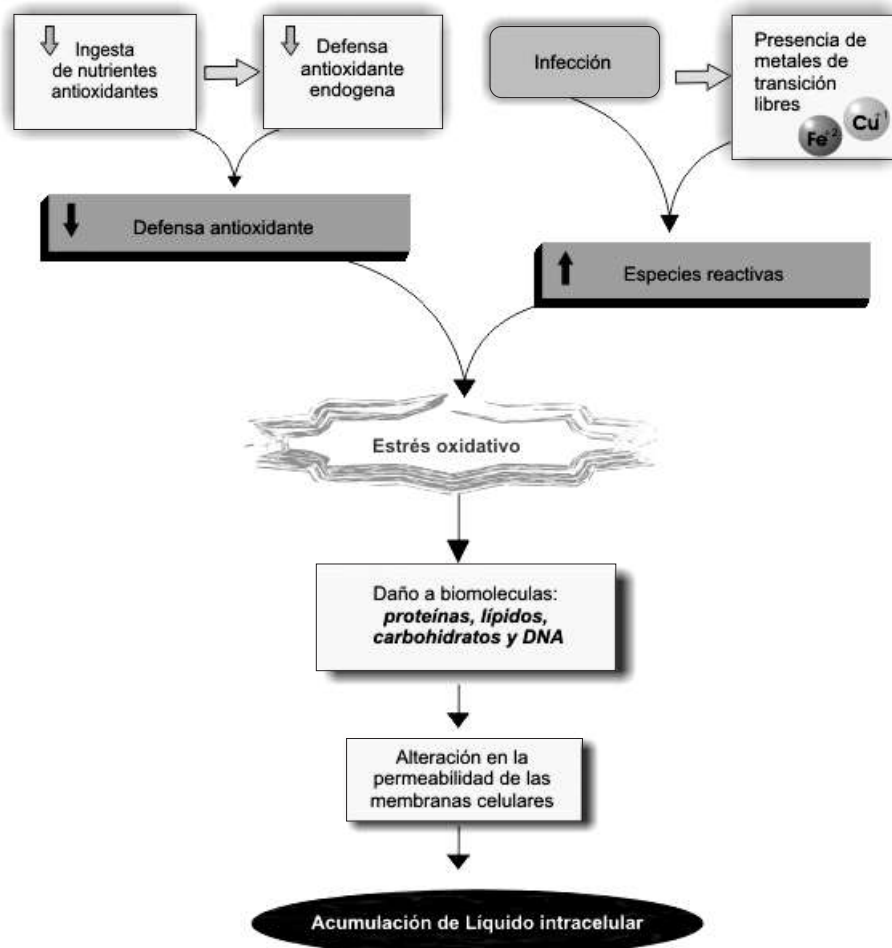 Ingesta
de nutrientes
antioxidantes
Defensa
antioxidante
endogena
Infección
Presencia de
metales de
transición
libres
Fe+2
Cu+1
Defensa antioxidante
Especies reactivas
Estrés oxidativo
Daño a biomoleculas:
proteínas, lípidos,
carbohidratos y DNA
Alteración en la
permeabilidad de las
membranas celulares
Acumulación de Líquido intracelular